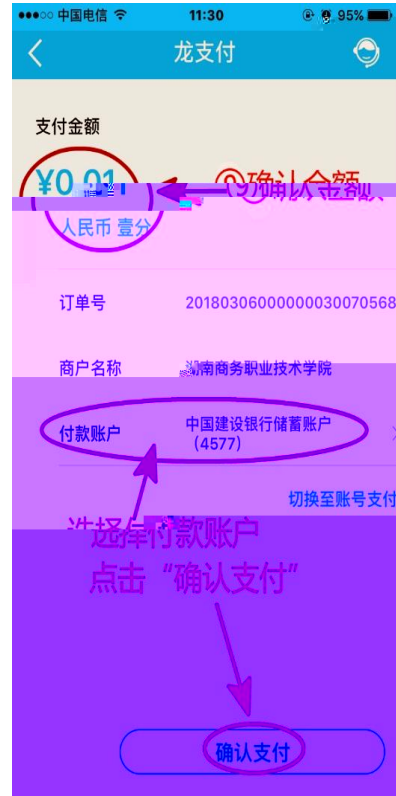 中国电信 11:30 95%
龙支付
支付金额
¥0.01
确认金额
人民币 壹分
订单号 20180306000000030070568
商户名称 湖南商务职业技术学院
付款账户 中国建设银行储蓄账户
(4577)
切换至账号支付
选择付款账户
点击“确认支付”
确认支付